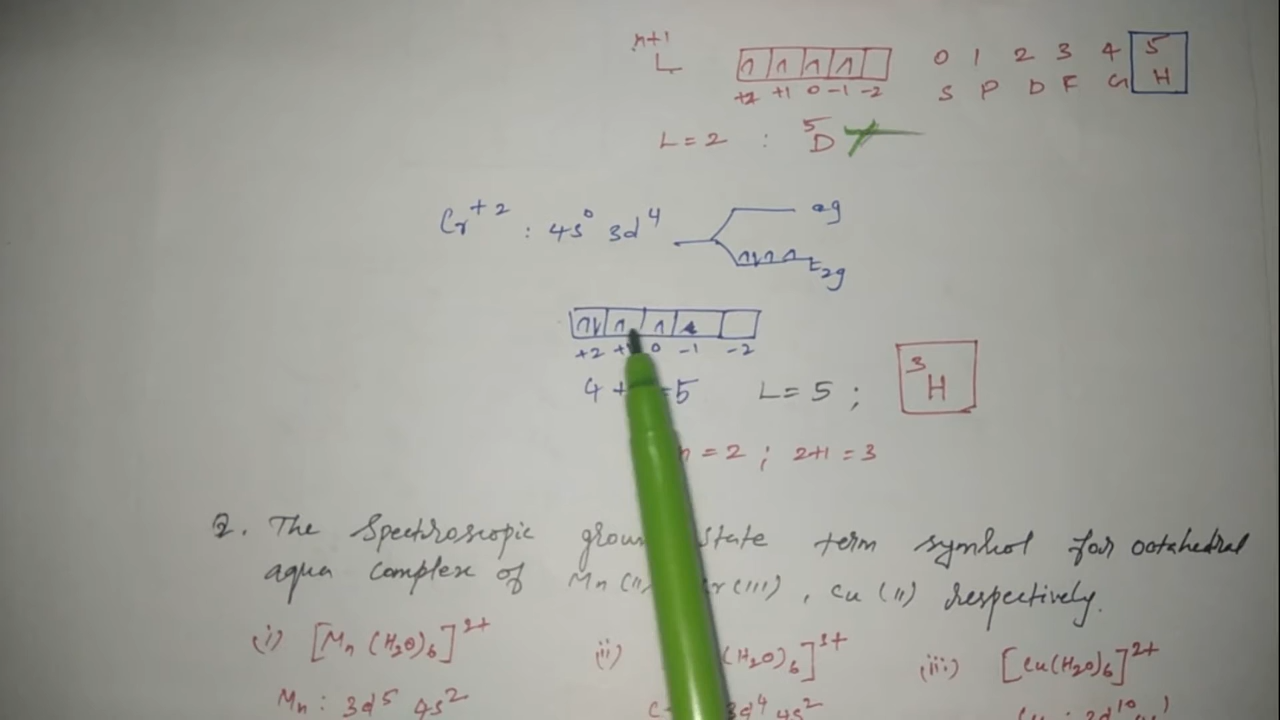 n+1
L
+2 +1 0 -1 -2
0 1 2 3 4 5
S P D F G H
L = 2 : ⁵D
Cr⁺² : 4s⁰ 3d⁴
eg
t₂g
+2 0 -1 -2
4 + = 5 L = 5 ; ³H
n = 2 ; 2+1 = 3
Q. The Spectroscopic state term symbol for octahedral
aqua complex of Mn (II) (III) , Cu (II) respectively.
(i) [Mn (H₂O)₆]²⁺ (ii) (H₂O)₆]³⁺ (iii) [Cu(H₂O)₆]²⁺
Mn : 3d⁵ 4s² 3d⁴ 4s²